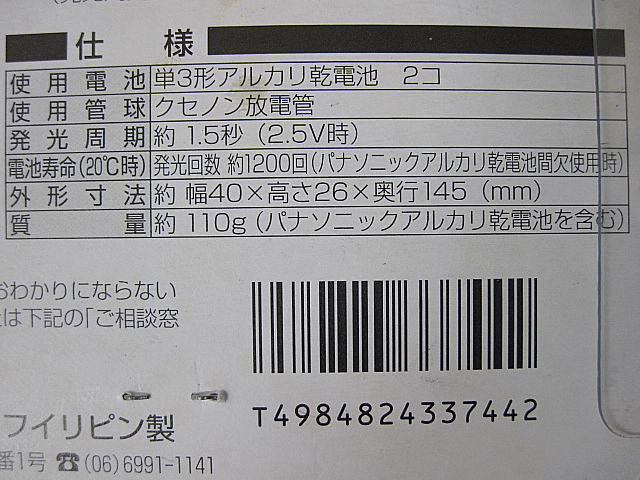 仕様
使用電池 単3形アルカリ乾電池 2コ
使用管球 クセノン放電管
発光周期 約 1.5秒（2.5V時）
電池寿命(20℃時) 発光回数 約1200回(パナソニックアルカリ乾電池間欠使用時)
外形寸法 約 幅40×高さ26×奥行145（mm）
質量 約 110g（パナソニックアルカリ乾電池を含む）
おわかりにならない
は下記の「ご相談窓
T4984824337442
フイリピン製
番1号 ☎(06)6991-1141